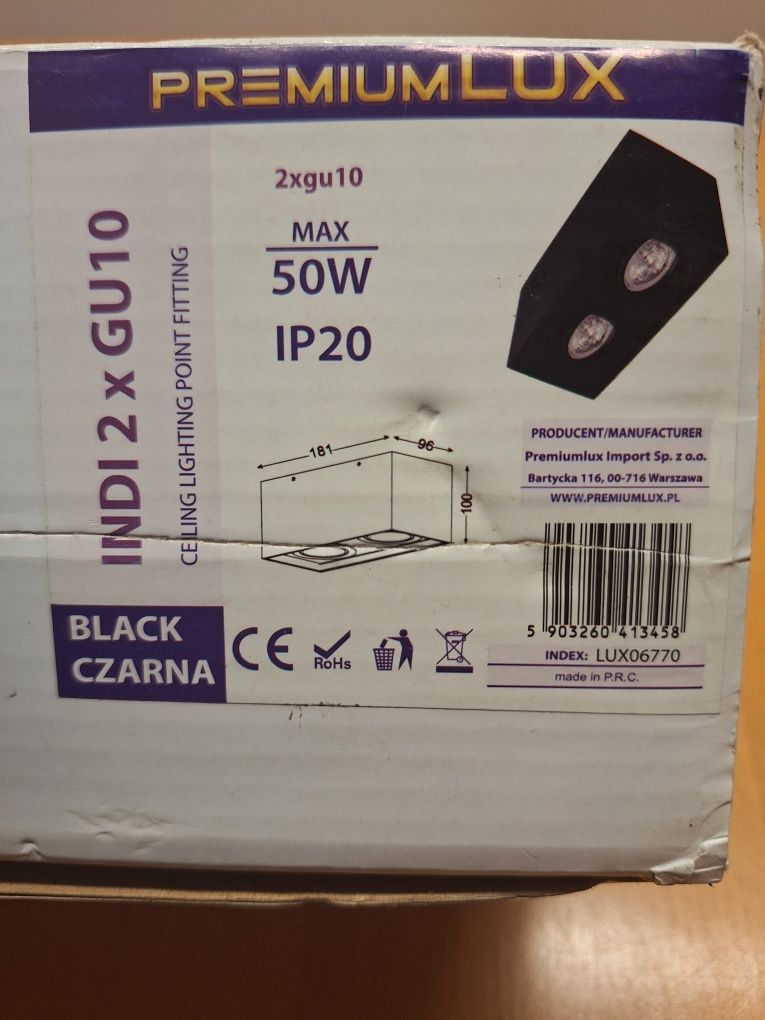 PREMIUMLUX
INDI 2 x GU10
CEILING LIGHTING POINT FITTING
2xgu10
MAX
50W
IP20
181
96
100
PRODUCENT/MANUFACTURER
Premiumlux Import Sp. z o.o.
Bartycka 116, 00-716 Warszawa
WWW.PREMIUMLUX.PL
5 903260 413458
INDEX: LUX06770
made in P.R.C.
BLACK
CZARNA
CE
RoHs